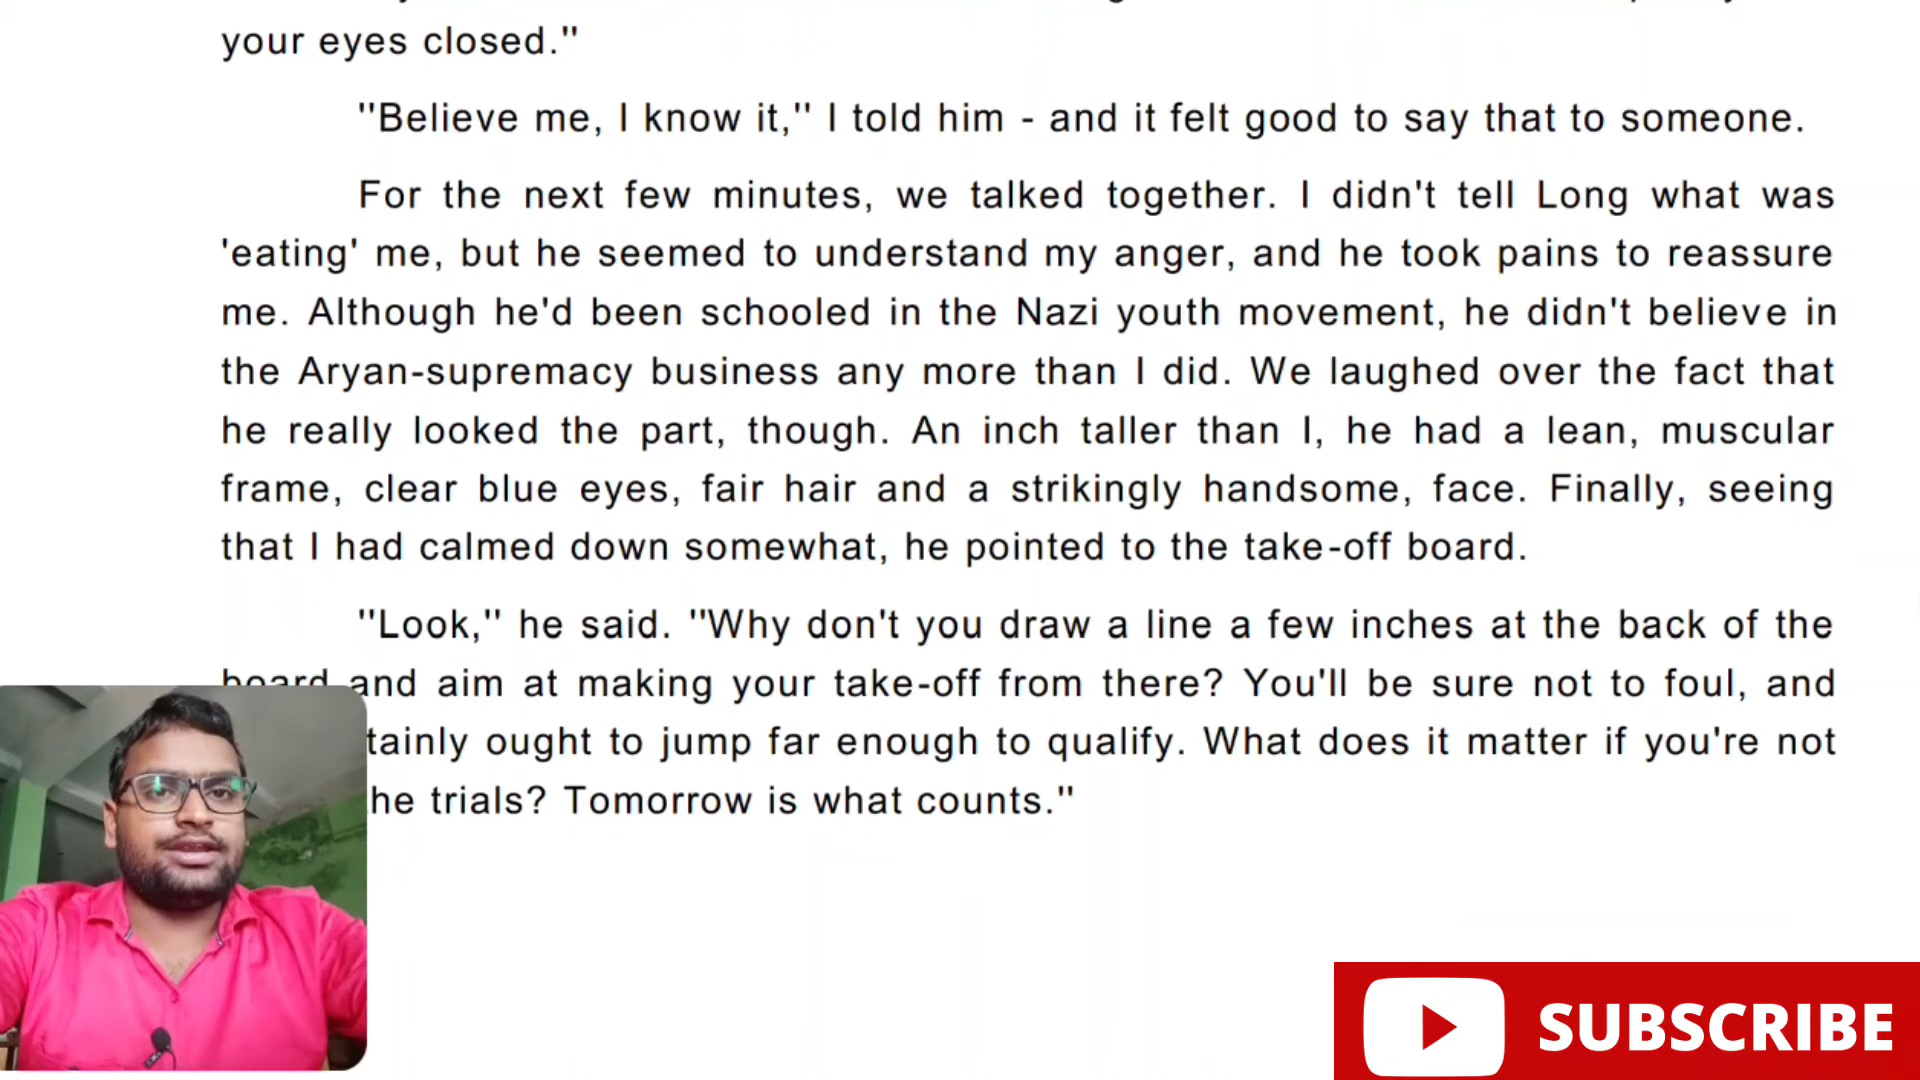 your eyes closed."
"Believe me, I know it," I told him - and it felt good to say that to someone.
For the next few minutes, we talked together. I didn't tell Long what was
'eating' me, but he seemed to understand my anger, and he took pains to reassure
me. Although he'd been schooled in the Nazi youth movement, he didn't believe in
the Aryan-supremacy business any more than I did. We laughed over the fact that
he really looked the part, though. An inch taller than I, he had a lean, muscular
frame, clear blue eyes, fair hair and a strikingly handsome, face. Finally, seeing
that I had calmed down somewhat, he pointed to the take-off board.
"Look," he said. "Why don't you draw a line a few inches at the back of the
board and aim at making your take-off from there? You'll be sure not to foul, and
tainly ought to jump far enough to qualify. What does it matter if you're not
he trials? Tomorrow is what counts."
SUBSCRIBE